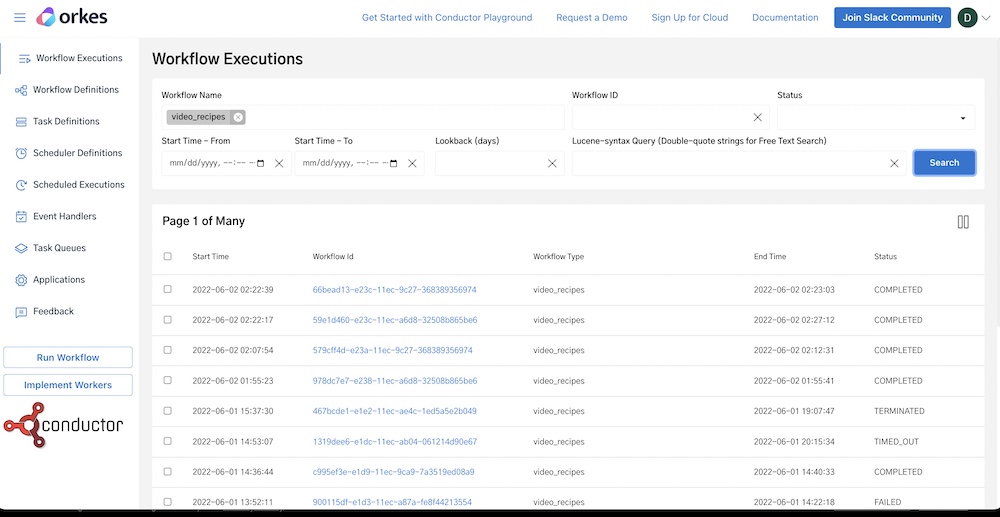 orkes
Get Started with Conductor Playground Request a Demo Sign Up for Cloud Documentation Join Slack Community D
Workflow Executions
Workflow Definitions
Task Definitions
Scheduler Definitions
Scheduled Executions
Event Handlers
Task Queues
Applications
Feedback
Run Workflow
Implement Workers
conductor
Workflow Executions
Workflow Name Workflow ID Status
video_recipes
Start Time – From Start Time – To Lookback (days) Lucene-syntax Query (Double-quote strings for Free Text Search)
mm/dd/yyyy, --:-- -- mm/dd/yyyy, --:-- -- Search
Page 1 of Many
Start Time Workflow Id Workflow Type End Time Status
2022-06-02 02:22:39 66bead13-e23c-11ec-9c27-368389356974 video_recipes 2022-06-02 02:23:03 COMPLETED
2022-06-02 02:22:17 59e1d460-e23c-11ec-a6d8-32508b865be6 video_recipes 2022-06-02 02:27:12 COMPLETED
2022-06-02 02:07:54 579cff4d-e23a-11ec-9c27-368389356974 video_recipes 2022-06-02 02:12:31 COMPLETED
2022-06-02 01:55:23 978dc7e7-e238-11ec-a6d8-32508b865be6 video_recipes 2022-06-02 01:55:41 COMPLETED
2022-06-01 15:37:30 467bcde1-e1e2-11ec-ae4c-1ed5a5e2b049 video_recipes 2022-06-01 19:07:47 TERMINATED
2022-06-01 14:53:07 1319dee6-e1dc-11ec-ab04-061214d90e67 video_recipes 2022-06-01 20:15:34 TIMED_OUT
2022-06-01 14:36:44 c995ef3e-e1d9-11ec-9ca9-7a3519ed08a9 video_recipes 2022-06-01 14:40:33 COMPLETED
2022-06-01 13:52:11 900115df-e1d3-11ec-a87a-fe8f44213554 video_recipes 2022-06-01 14:22:18 FAILED